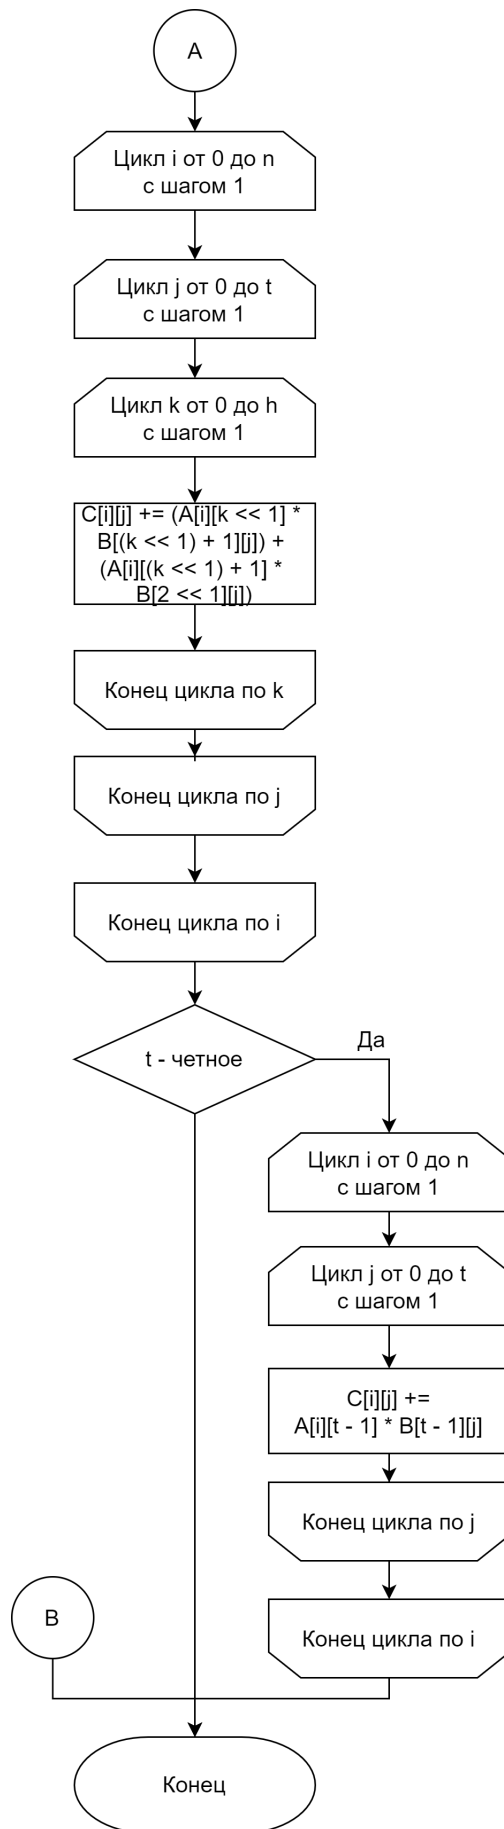 A
Цикл i от 0 до n
с шагом 1
Цикл j от 0 до t
с шагом 1
Цикл k от 0 до h
с шагом 1
C[i][j] += (A[i][k << 1] *
B[(k << 1) + 1][j]) +
(A[i][(k << 1) + 1] *
B[2 << 1][j])
Конец цикла по k
Конец цикла по j
Конец цикла по i
t - четное
Да
Цикл i от 0 до n
с шагом 1
Цикл j от 0 до t
с шагом 1
C[i][j] +=
A[i][t - 1] * B[t - 1][j]
Конец цикла по j
Конец цикла по i
B
Конец